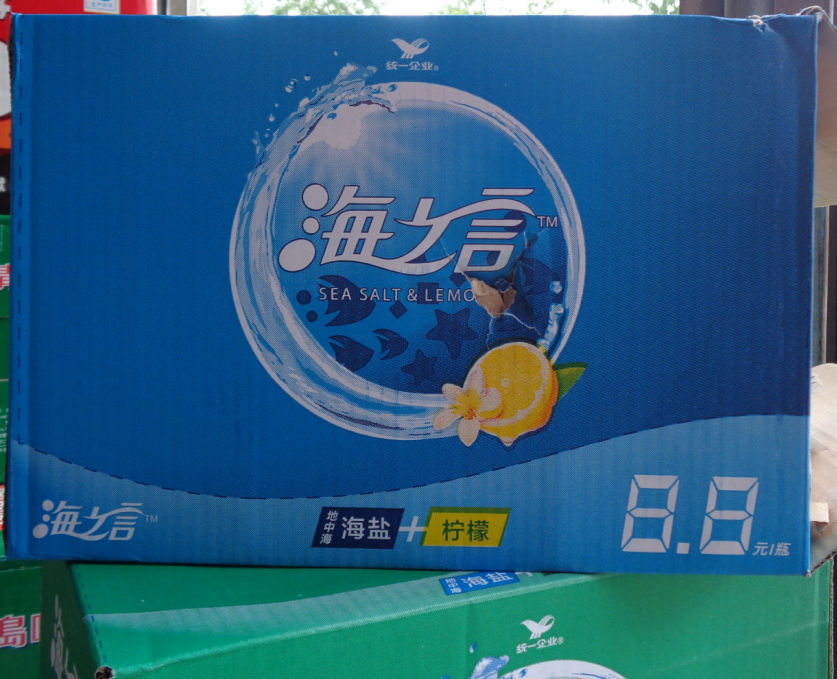 统一企业®
海之言™
SEA SALT & LEMO
海之言™
地中海
海盐+柠檬
8.8元/瓶
地中海
海盐
统一企业®
島